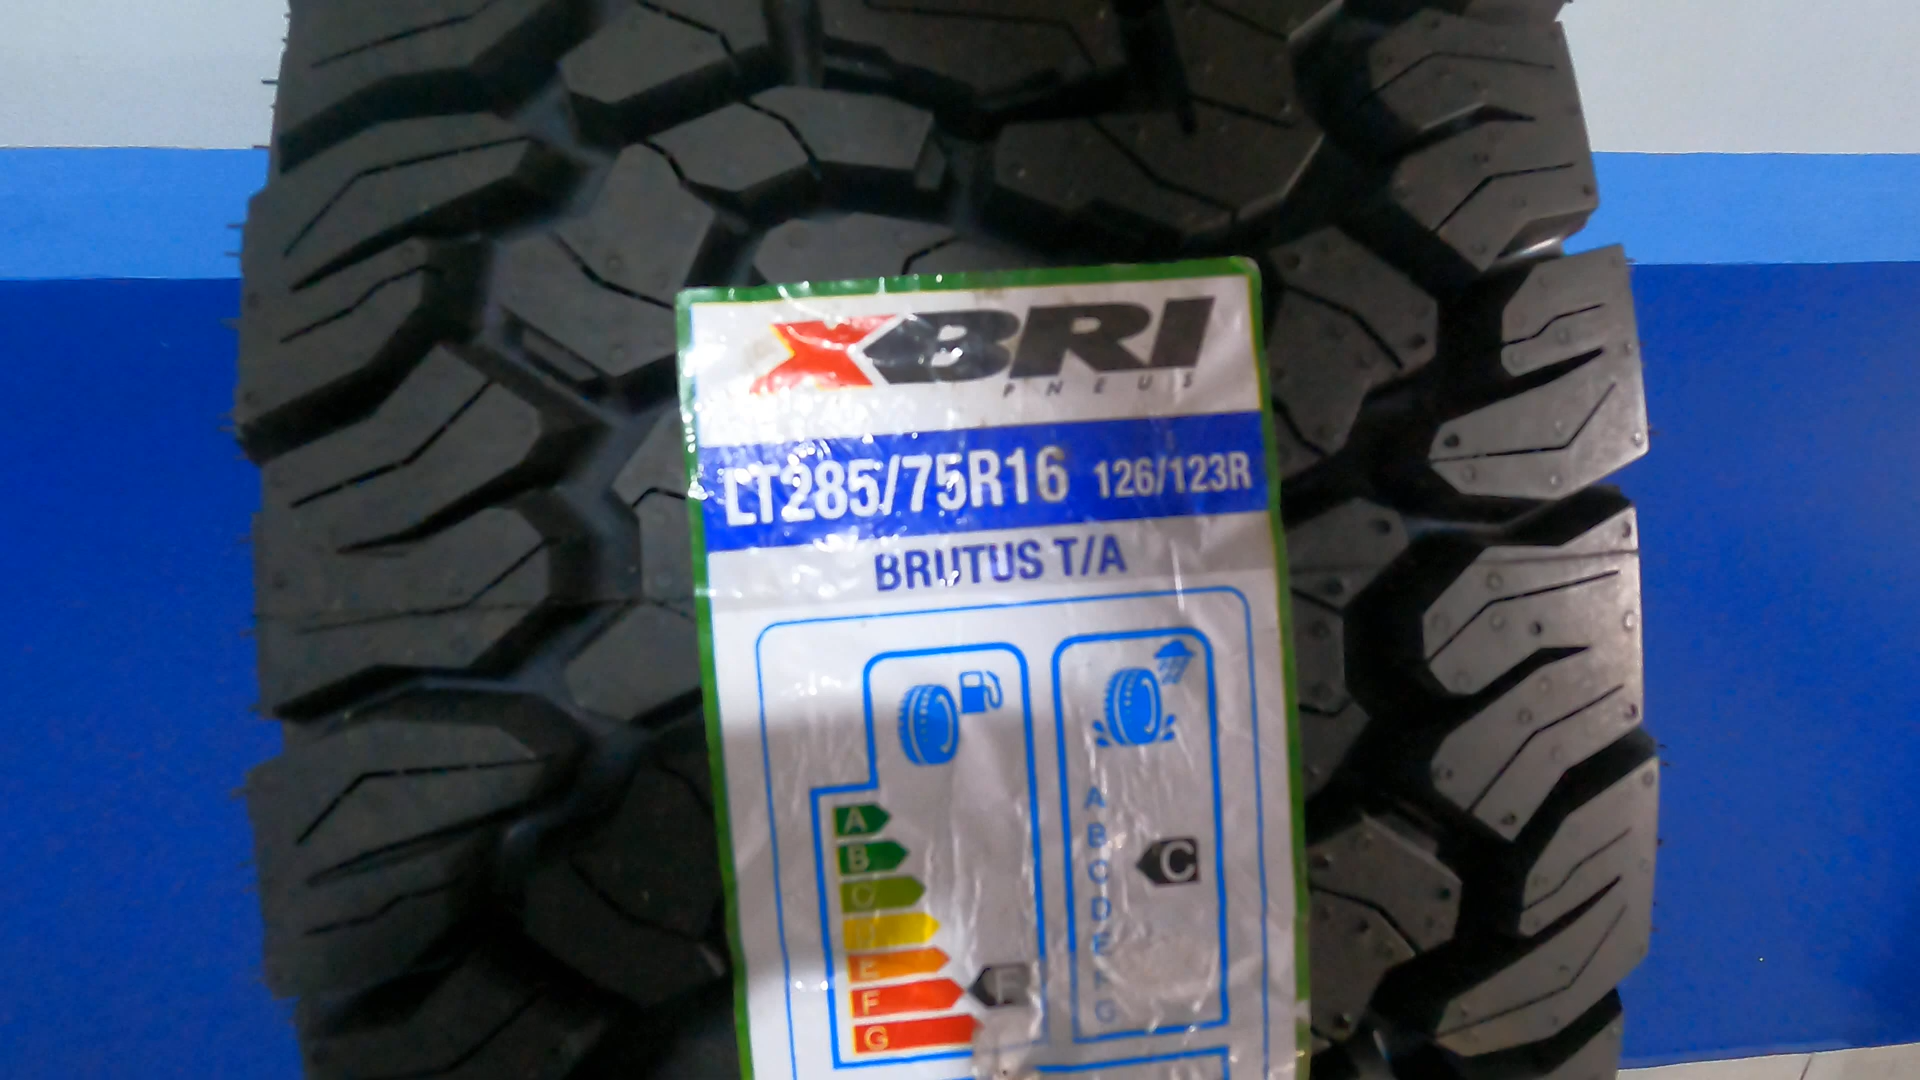 XBRI
PNEUS
LT285/75R16 126/123R
BRUTUS T/A
A
B
C
D
E
F
G
A
B
C
D
E
F
G
C